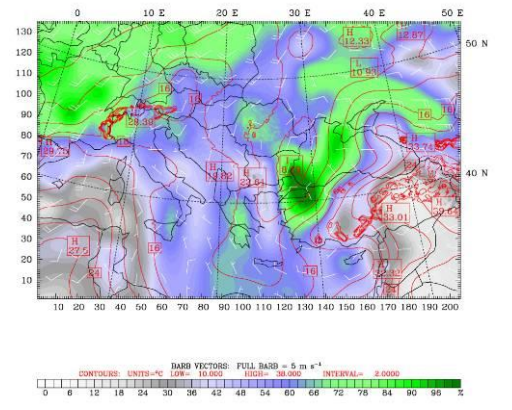 0 10 E 20 E 30 E 40 E 50 E
130
120
110
100
90
80
70
60
50
40
30
20
10
50 N
40 N
H
12.33
12.87
L
10.93
16
16
16
H
33.01
H
27.5
24
16
16
10 20 30 40 50 60 70 80 90 100 110 120 130 140 150 160 170 180 190 200
BARB VECTORS: FULL BARB = 5 m s⁻¹
CONTOURS: UNITS=°C LOW= 10.000 HIGH= 38.000 INTERVAL= 2.0000
0 6 12 18 24 30 36 42 48 54 60 66 72 78 84 90 96 %